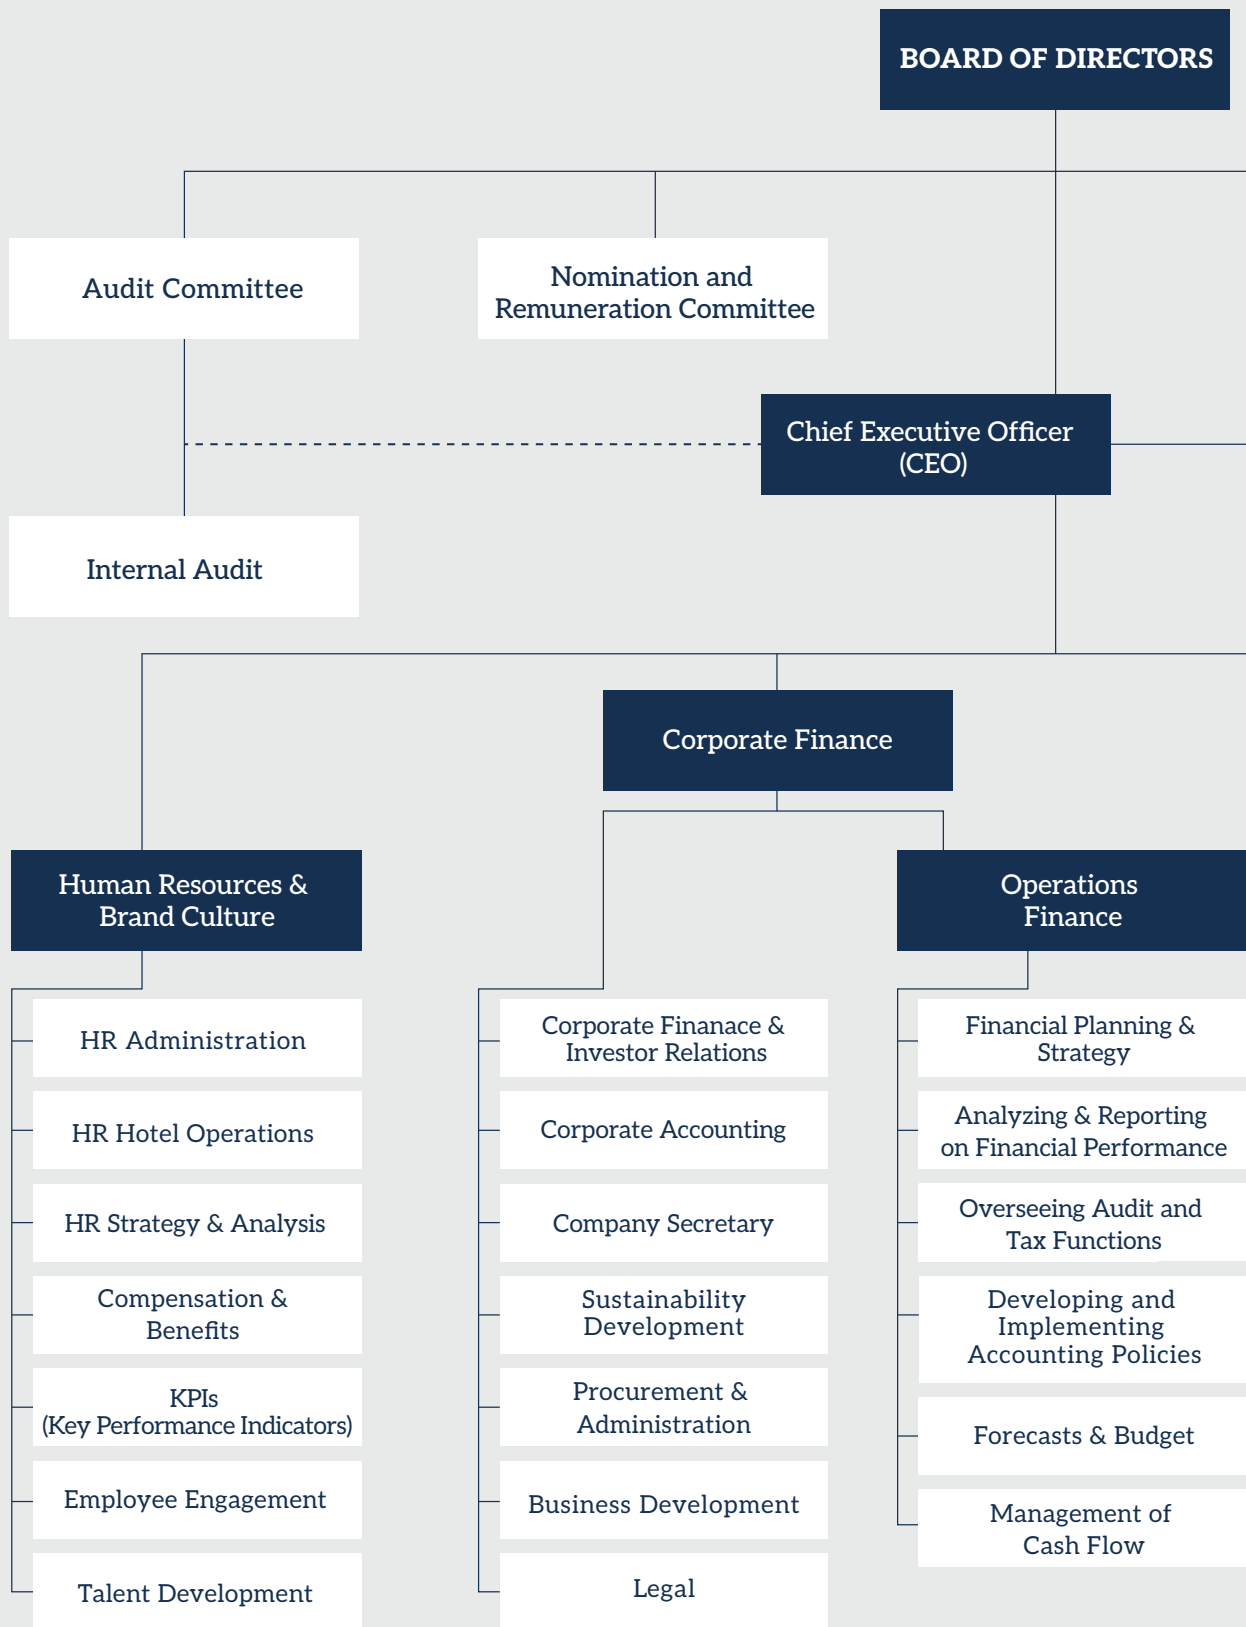 BOARD OF DIRECTORS
Audit Committee
Nomination and
Remuneration Committee
Chief Executive Officer
(CEO)
Internal Audit
Corporate Finance
Human Resources &
Brand Culture
Operations
Finance
HR Administration
HR Hotel Operations
HR Strategy & Analysis
Compensation &
Benefits
KPIs
(Key Performance Indicators)
Employee Engagement
Talent Development
Corporate Finanace &
Investor Relations
Corporate Accounting
Company Secretary
Sustainability
Development
Procurement &
Administration
Business Development
Legal
Financial Planning &
Strategy
Analyzing & Reporting
on Financial Performance
Overseeing Audit and
Tax Functions
Developing and
Implementing
Accounting Policies
Forecasts & Budget
Management of
Cash Flow